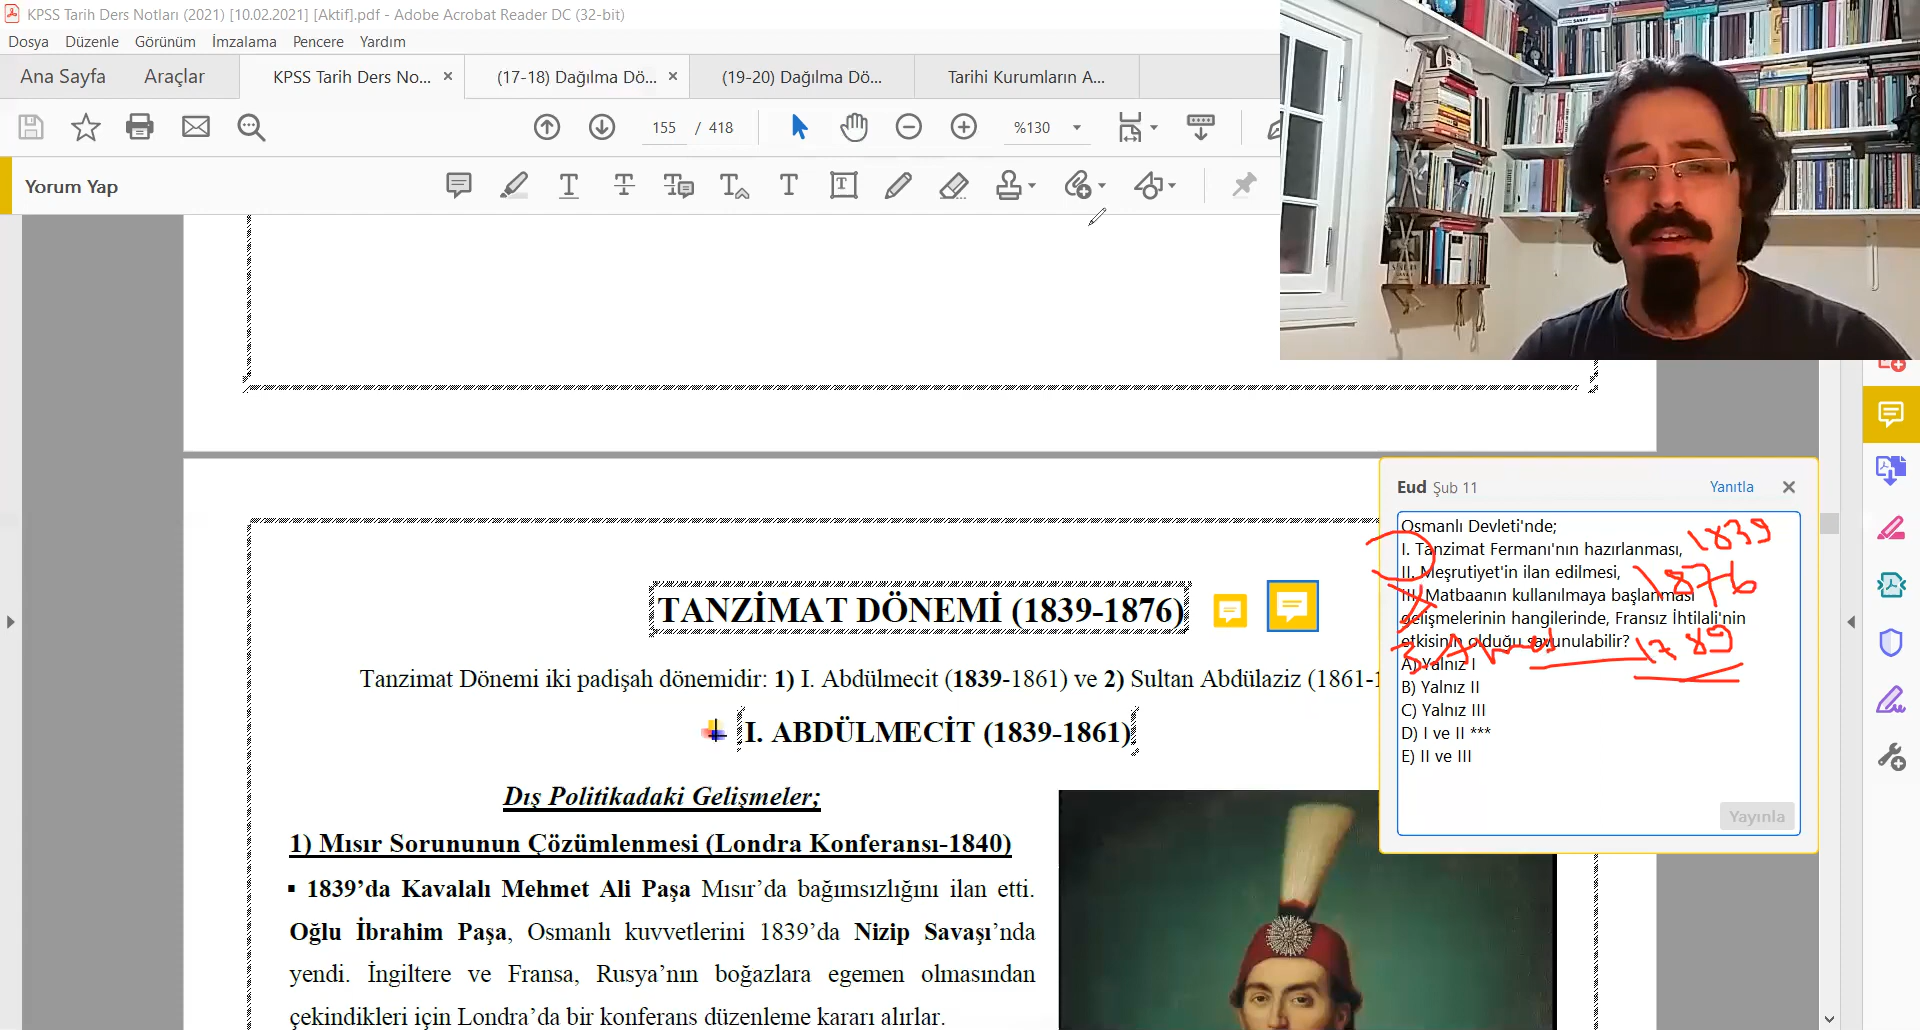 KPSS Tarih Ders Notları (2021) [10.02.2021] [Aktif].pdf - Adobe Acrobat Reader DC (32-bit)
Dosya Düzenle Görünüm İmzalama Pencere Yardım
Ana Sayfa Araçlar KPSS Tarih Ders No... × (17-18) Dağılma Dö... × (19-20) Dağılma Dö... Tarihi Kurumların A...
155 / 418 %130
Yorum Yap
TANZİMAT DÖNEMİ (1839-1876)
Tanzimat Dönemi iki padişah dönemidir: 1) I. Abdülmecit (1839-1861) ve 2) Sultan Abdülaziz (1861-1
I. ABDÜLMECİT (1839-1861)
Dış Politikadaki Gelişmeler;
1) Mısır Sorununun Çözümlenmesi (Londra Konferansı-1840)
▪ 1839’da Kavalalı Mehmet Ali Paşa Mısır’da bağımsızlığını ilan etti.
Oğlu İbrahim Paşa, Osmanlı kuvvetlerini 1839’da Nizip Savaşı’nda
yendi. İngiltere ve Fransa, Rusya’nın boğazlara egemen olmasından
çekindikleri için Londra’da bir konferans düzenleme kararı alırlar.
Eud Şub 11 Yanıtla ×
Osmanlı Devleti'nde;
I. Tanzimat Fermanı'nın hazırlanması, 1839
II. Meşrutiyet'in ilan edilmesi, 1876
III. Matbaanın kullanılmaya başlanması
gelişmelerinin hangilerinde, Fransız İhtilali'nin
etkisinin olduğu savunulabilir? 1789
3. Ahmet
A) Yalnız I
B) Yalnız II
C) Yalnız III
D) I ve II ***
E) II ve III
Yayınla